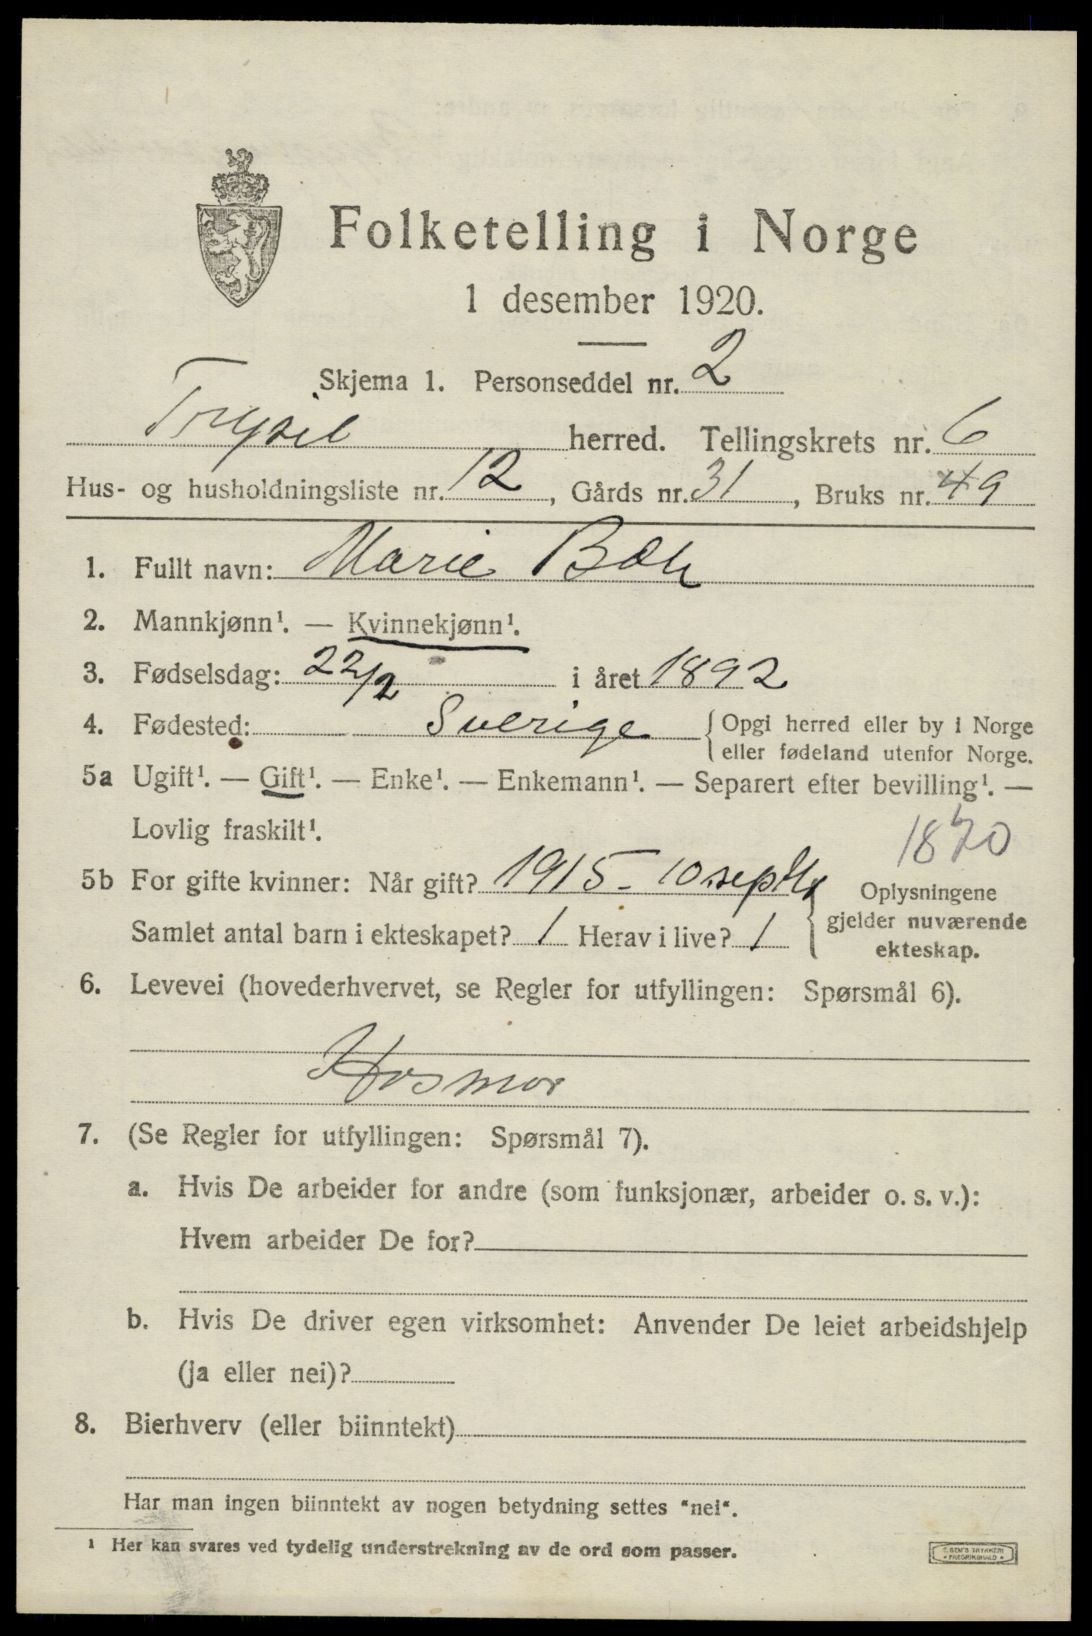 Folketelling i Norge
1 desember 1920.
Skjema 1. Personseddel nr. 2
Trysil herred. Tellingskrets nr. 6
Hus- og husholdningsliste nr. 12, Gårds nr. 31, Bruks nr. 49
1. Fullt navn: Marie Bæk
2. Mannkjønn¹. — Kvinnekjønn¹.
3. Fødselsdag: 22/2 i året 1892
4. Fødested: Sverige {Opgi herred eller by i Norge
eller fødeland utenfor Norge.
5a Ugift¹. — Gift¹. — Enke¹. — Enkemann¹. — Separert efter bevilling¹. —
Lovlig fraskilt¹.
5b For gifte kvinner: Når gift? 1915 - 10 septbr
Oplysningene
gjelder nuværende
ekteskap.
Samlet antal barn i ekteskapet? 1 Herav i live? 1
6. Levevei (hovederhvervet, se Regler for utfyllingen: Spørsmål 6).
Hosmor
7. (Se Regler for utfyllingen: Spørsmål 7).
a. Hvis De arbeider for andre (som funksjonær, arbeider o. s. v.):
Hvem arbeider De for?
b. Hvis De driver egen virksomhet: Anvender De leiet arbeidshjelp
(ja eller nei)?
8. Bierhverv (eller biinntekt)
Har man ingen biinntekt av nogen betydning settes "nei".
¹ Her kan svares ved tydelig understrekning av de ord som passer.